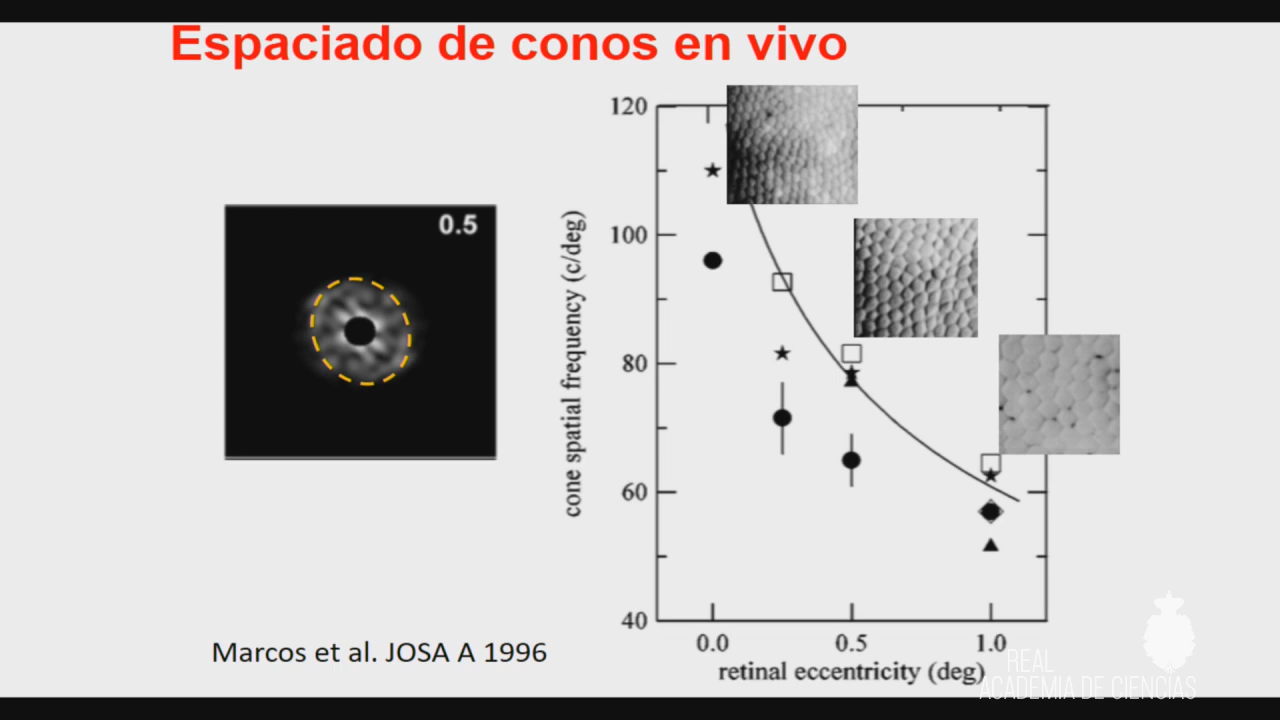 Espaciado de conos en vivo
0.5
cone spatial frequency (c/deg)
120
100
80
60
40
0.0
0.5
1.0
retinal eccentricity (deg)
Marcos et al. JOSA A 1996
REAL
ACADEMIA DE CIENCIAS